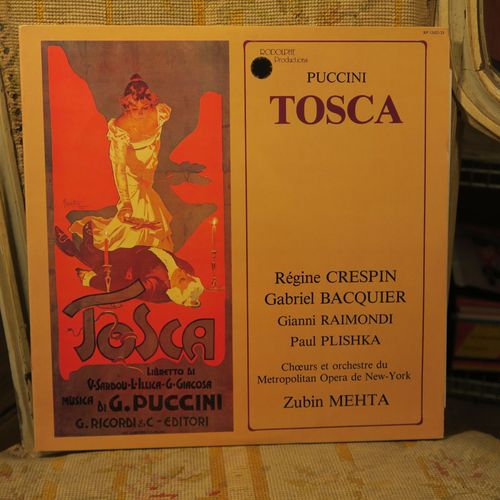 RODOLPHE
Productions
PUCCINI
TOSCA
Régine CRESPIN
Gabriel BACQUIER
Gianni RAIMONDI
Paul PLISHKA
Chœurs et orchestre du
Metropolitan Opera de New-York
Zubin MEHTA
TOSCA
LIBRETTO DI
V·SARDOU·L·ILLICA·G·GIACOSA
MUSICA DI G. PUCCINI
G. RICORDI & C - EDITORI